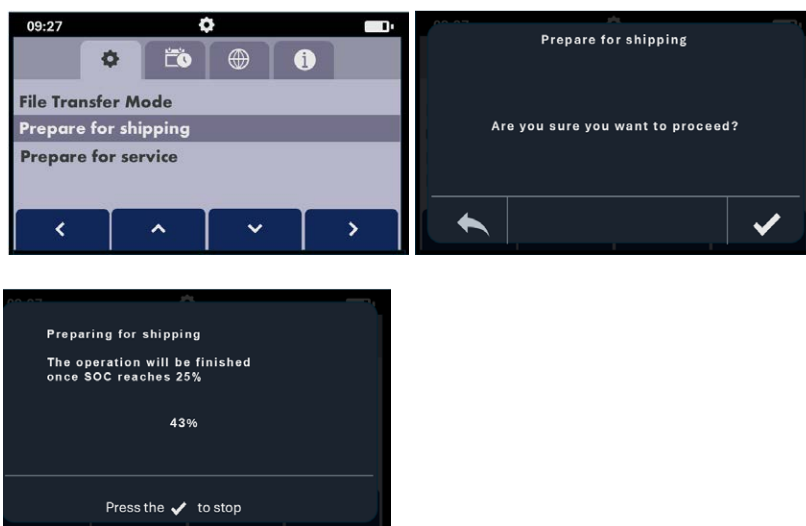 09:27
File Transfer Mode
Prepare for shipping
Prepare for service
Prepare for shipping
Are you sure you want to proceed?
Preparing for shipping
The operation will be finished
once SOC reaches 25%
43%
Press the ✓ to stop